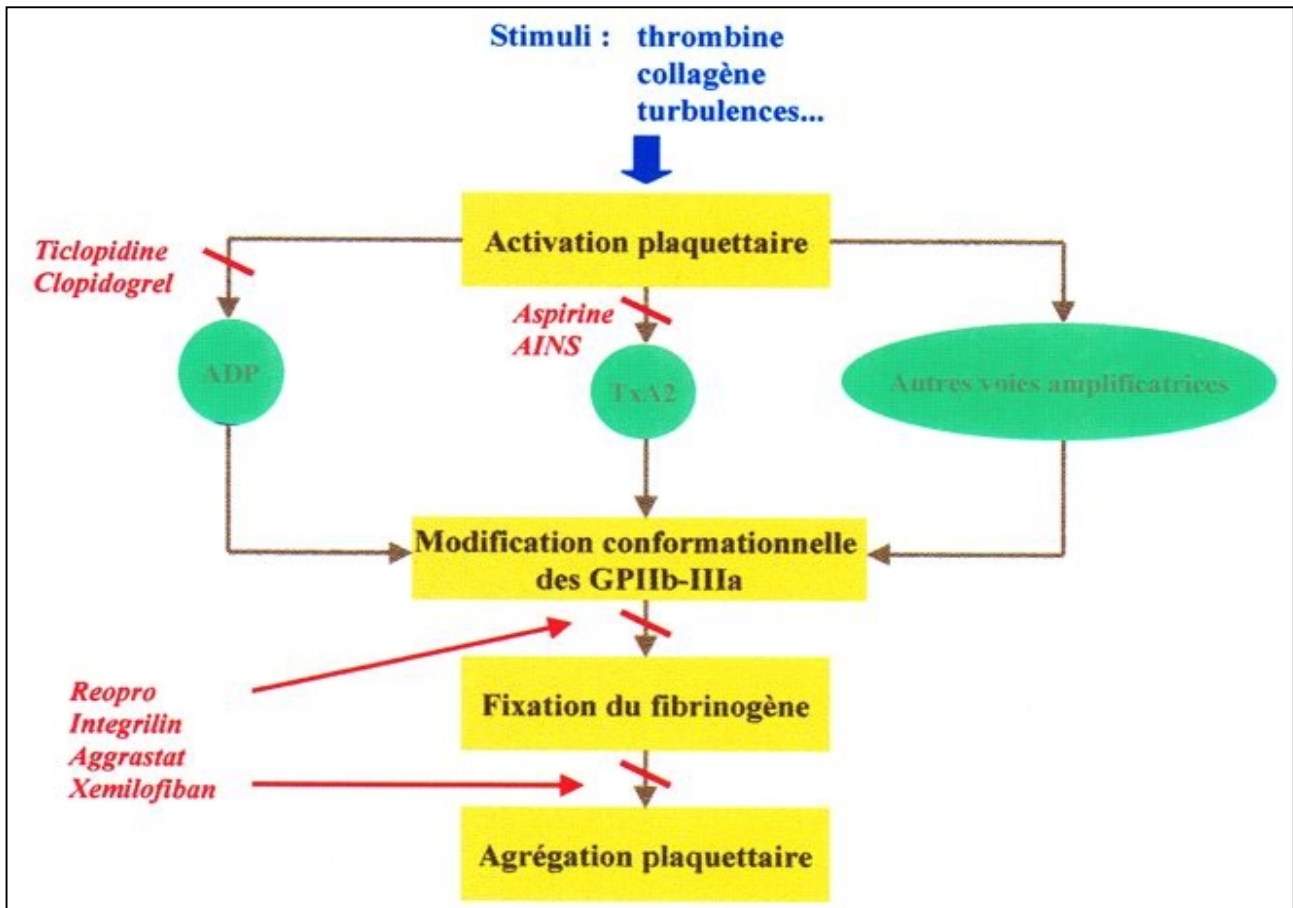 Stimuli : thrombine
collagène
turbulences...
Activation plaquettaire
Ticlopidine
Clopidogrel
Aspirine
AINS
ADP
TxA2
Autres voies amplificatrices
Modification conformationnelle
des GPIIb-IIIa
Reopro
Integrilin
Aggrastat
Xemilofiban
Fixation du fibrinogène
Agrégation plaquettaire